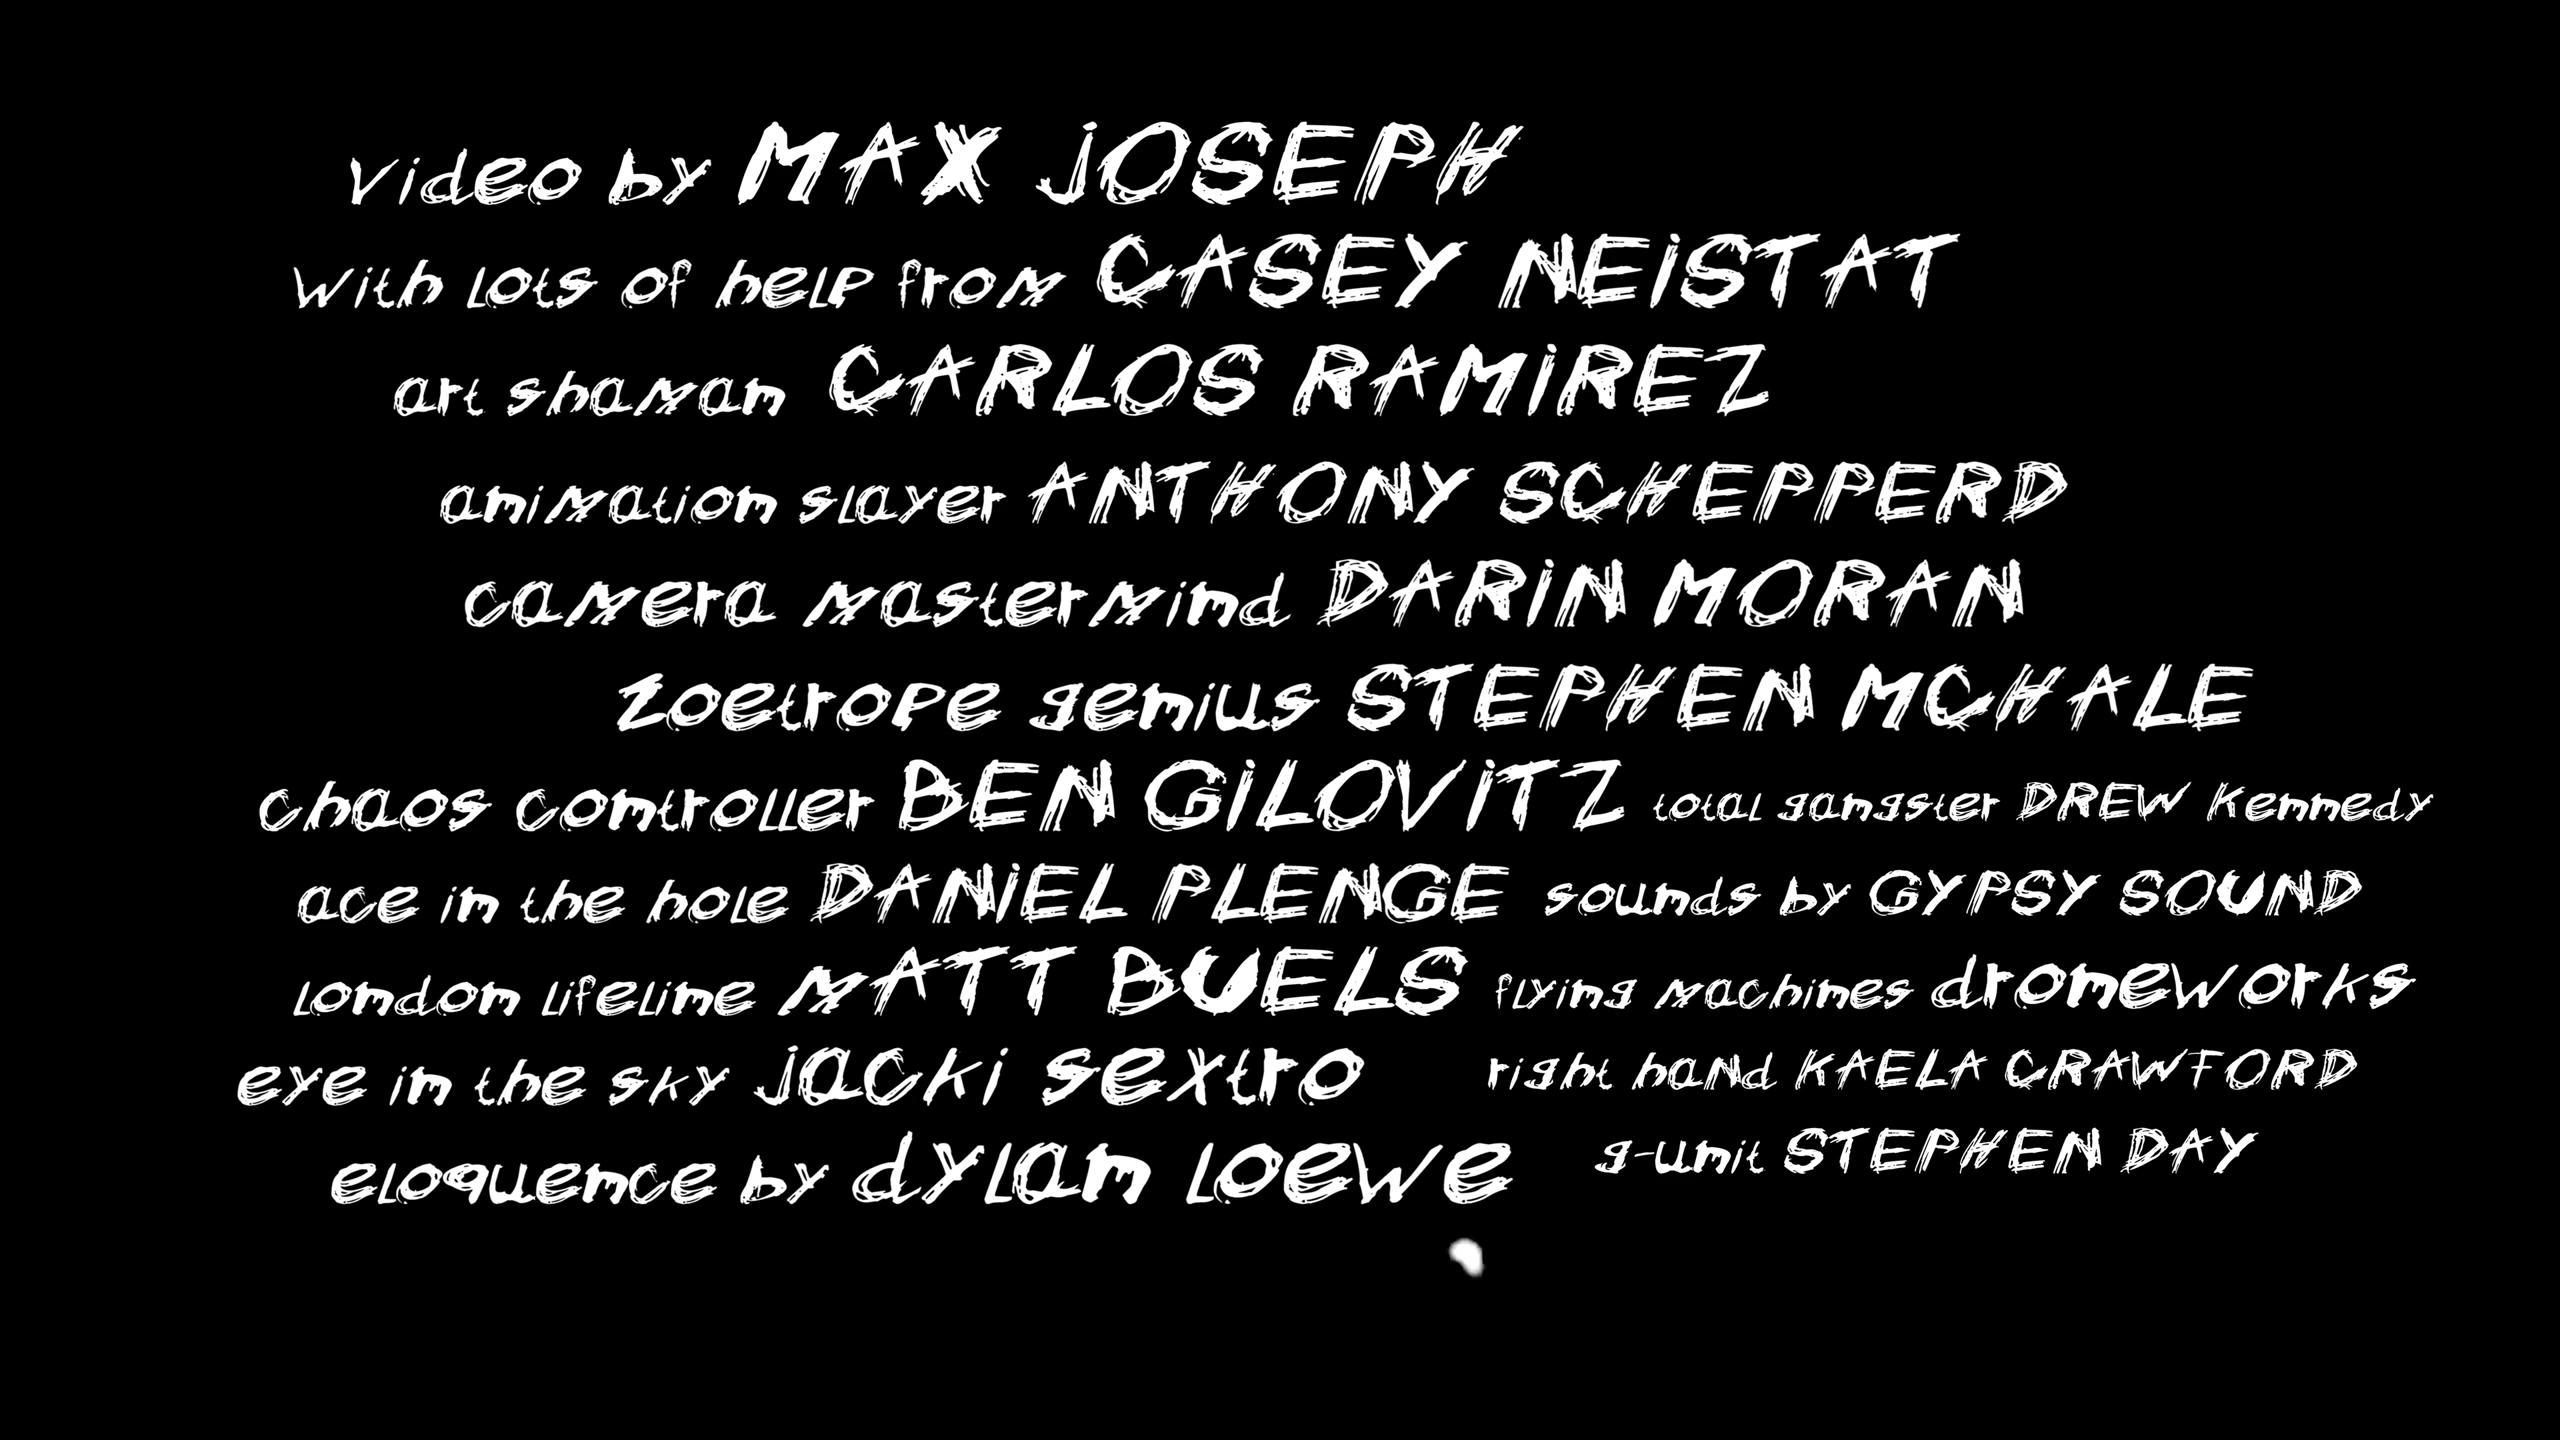 video by MAX JOSEPH
with lots of help from CASEY NEISTAT
art shaman CARLOS RAMIREZ
animation slayer ANTHONY SCHEPPERD
camera mastermind DARIN MORAN
zoetrope genius STEPHEN MCHALE
chaos controller BEN GILOVITZ total gangster DREW Kennedy
ace in the hole DANIEL PLENGE sounds by GYPSY SOUND
london lifeline MATT BUELS flying machines droneworks
eye in the sky jacki sextro right hand KAELA CRAWFORD
eloquence by dylan loewe g-unit STEPHEN DAY